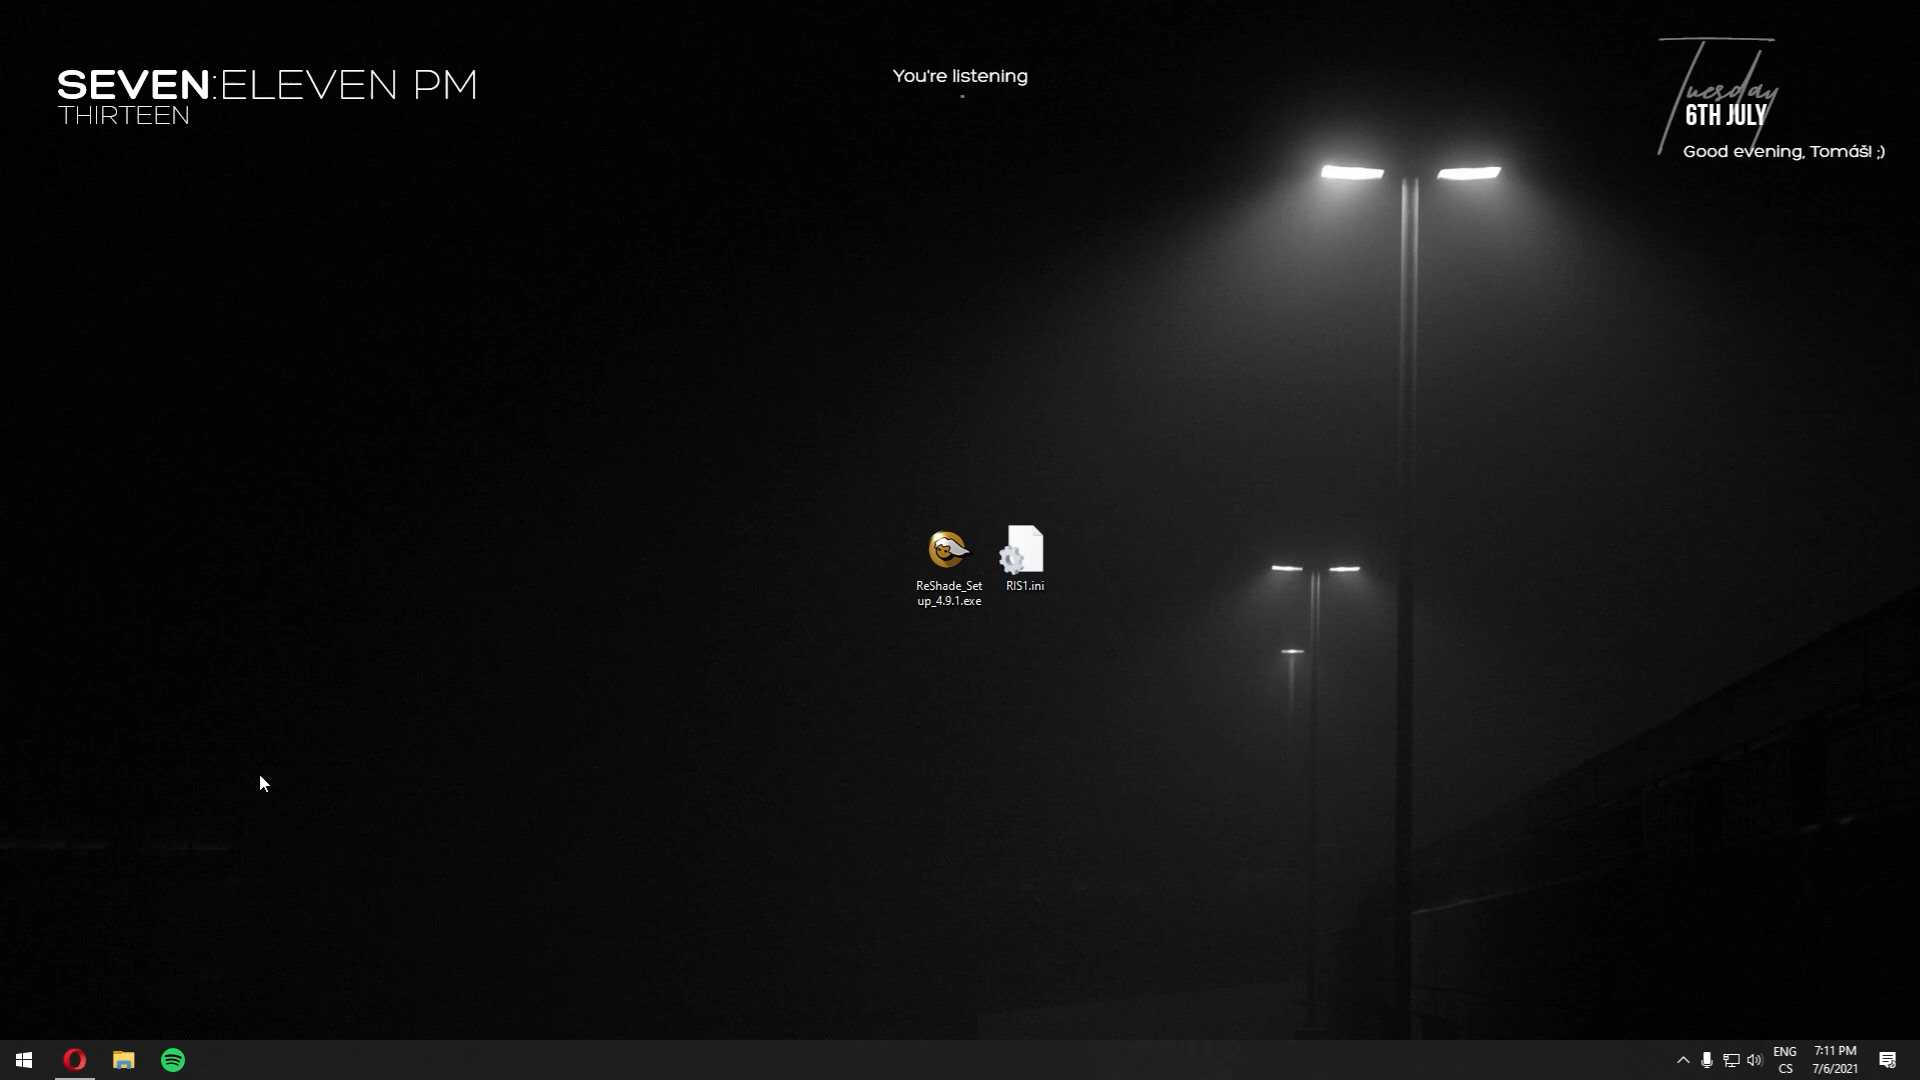 SEVEN:ELEVEN PM
THIRTEEN
You're listening
Tuesday
6TH JULY
Good evening, Tomáš! ;)
ReShade_Set
up_4.9.1.exe
RIS1.ini
ENG
CS
7:11 PM
7/6/2021